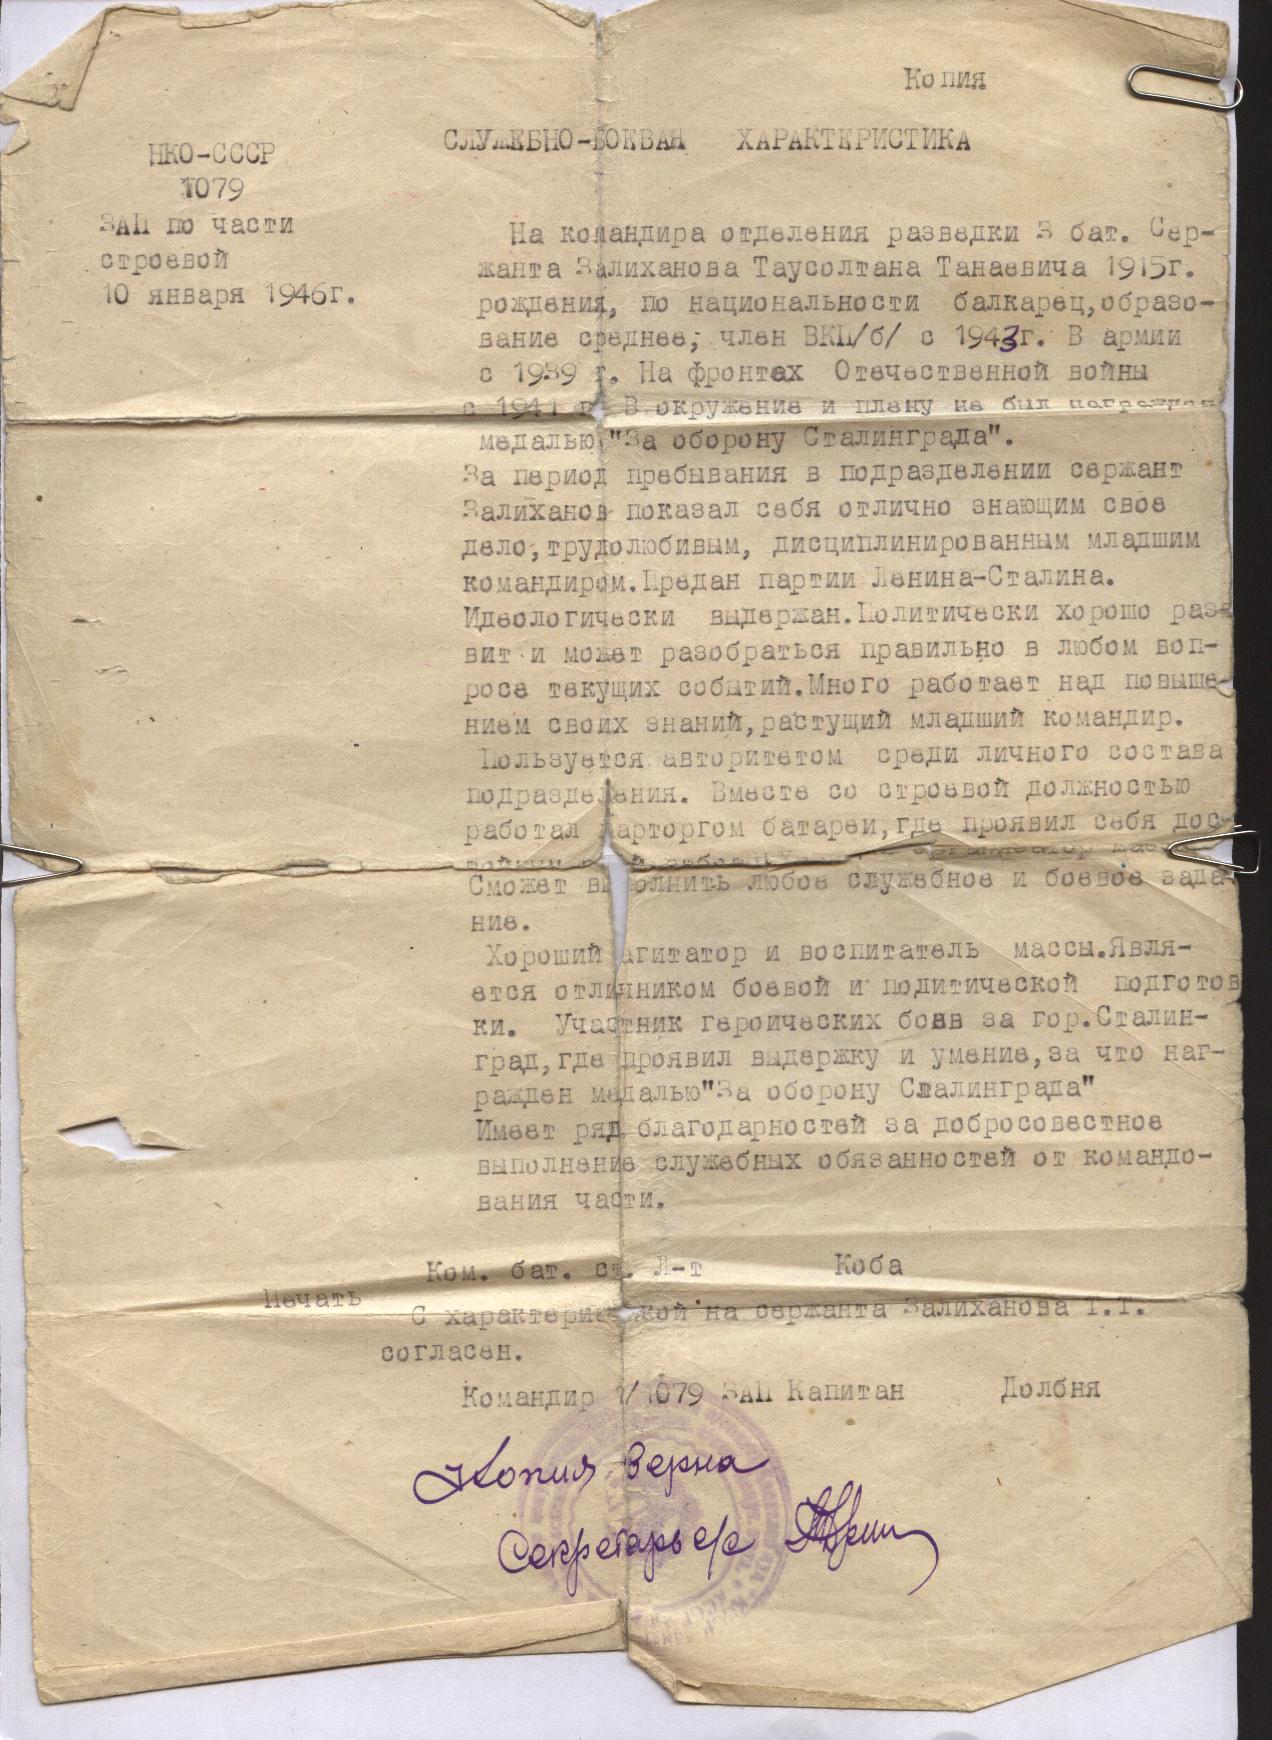 Копия
СЛУЖЕБНО-БОЕВАЯ ХАРАКТЕРИСТИКА
НКО-СССР
1079
ЗАП по части
строевой
10 января 1946г.
На командира отделения разведки 3 бат. Сер-
жанта Залиханова Таусолтана Танаевича 1915г.
рождения, по национальности балкарец,образо-
вание среднее, член ВКП/б/ с 1943г. В армии
с 1939 г. На фронтах Отечественной войны
с 1941 г. В окружение и плену не был награжден
медалью "За оборону Сталинграда".
За период пребывания в подразделении сержант
Залиханов показал себя отлично знающим свое
дело,трудолюбивым, дисциплинированным младшим
командиром.Предан партии Ленина-Сталина.
Идеологически выдержан.Политически хорошо раз-
вит и может разобраться правильно в любом воп-
росе текущих событий.Много работает над повыше-
нием своих знаний,растущий младший командир.
Пользуется авторитетом среди личного состава
подразделения. Вместе со строевой должностью
работал парторгом батареи,где проявил себя дос-
организатор
Сможет выполнить любое служебное и боевое зада-
ние.
Хороший агитатор и воспитатель массы.Явля-
ется отличником боевой и политической подготов
ки. Участник героических боев за гор.Сталин-
град,где проявил выдержку и умение,за что наг-
ражден медалью"За оборону Сталинграда"
Имеет ряд благодарностей за добросовестное
выполнение служебных обязанностей от командо-
вания части.
Ком. бат. ст. Л-т Коба
Печать
С характеристикой на сержанта Залиханова Т.Т.
согласен.
Командир 1/1079 ЗАП Капитан Долбня
Копия верна
Секретарь с/с